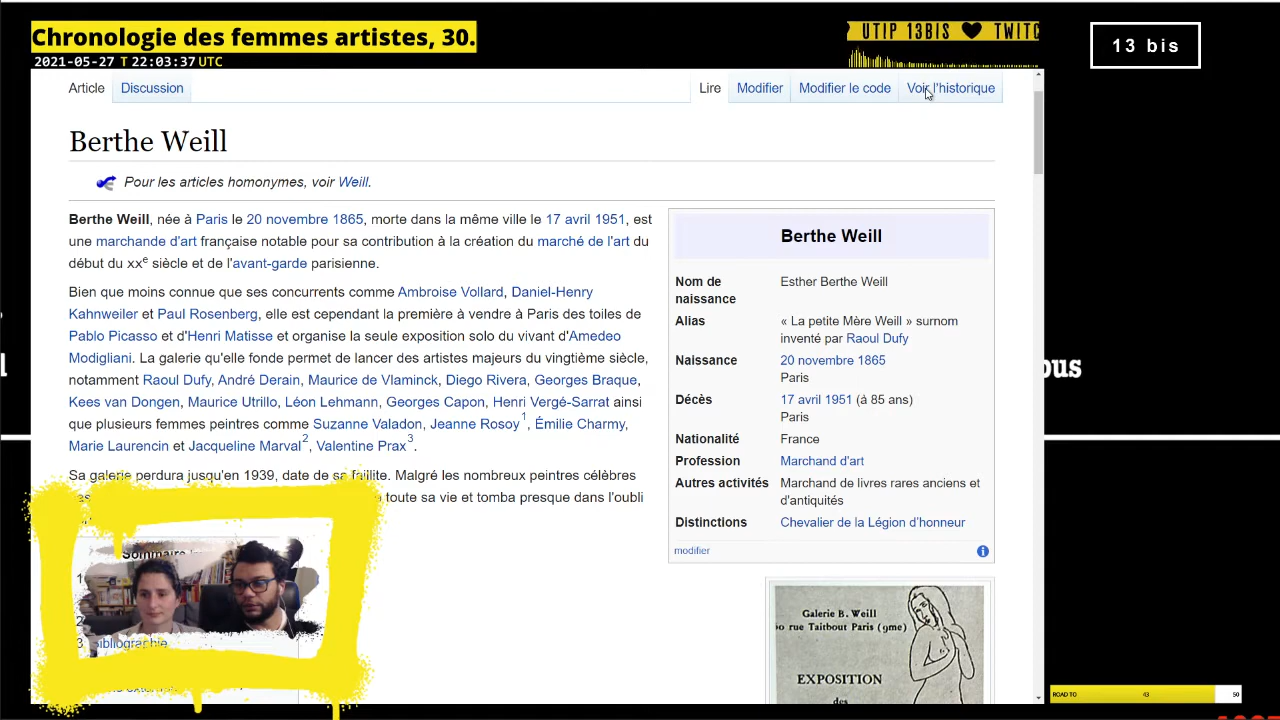 Chronologie des femmes artistes, 30.
2021-05-27 T 22:03:37 UTC
UTIP 13BIS ♥ TWITC
13 bis
Article
Discussion
Lire
Modifier
Modifier le code
Voir l'historique
Berthe Weill
Pour les articles homonymes, voir Weill.
Berthe Weill, née à Paris le 20 novembre 1865, morte dans la même ville le 17 avril 1951, est
une marchande d'art française notable pour sa contribution à la création du marché de l'art du
début du xxe siècle et de l'avant-garde parisienne.
Bien que moins connue que ses concurrents comme Ambroise Vollard, Daniel-Henry
Kahnweiler et Paul Rosenberg, elle est cependant la première à vendre à Paris des toiles de
Pablo Picasso et d'Henri Matisse et organise la seule exposition solo du vivant d'Amedeo
Modigliani. La galerie qu'elle fonde permet de lancer des artistes majeurs du vingtième siècle,
notamment Raoul Dufy, André Derain, Maurice de Vlaminck, Diego Rivera, Georges Braque,
Kees van Dongen, Maurice Utrillo, Léon Lehmann, Georges Capon, Henri Vergé-Sarrat ainsi
que plusieurs femmes peintres comme Suzanne Valadon, Jeanne Rosoy1, Émilie Charmy,
Marie Laurencin et Jacqueline Marval2, Valentine Prax3.
Sa galerie perdura jusqu'en 1939, date de sa faillite. Malgré les nombreux peintres célèbres
toute sa vie et tomba presque dans l'oubli
Sommaire
1
2
3 Bibliographie
Berthe Weill
Nom de naissance
Esther Berthe Weill
Alias
« La petite Mère Weill » surnom
inventé par Raoul Dufy
Naissance
20 novembre 1865
Paris
Décès
17 avril 1951 (à 85 ans)
Paris
Nationalité
France
Profession
Marchand d'art
Autres activités
Marchand de livres rares anciens et
d'antiquités
Distinctions
Chevalier de la Légion d'honneur
modifier
Galerie B. Weill
rue Taitbout Paris (9me)
EXPOSITION
des
ous
ROAD TO
43
50